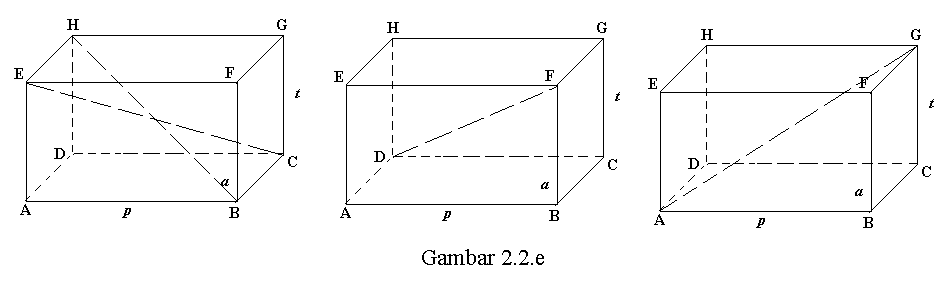 H G H G H G
E F E F E F
t t t
D C D C D C
a a a
A p B A p B A p B
Gambar 2.2.e